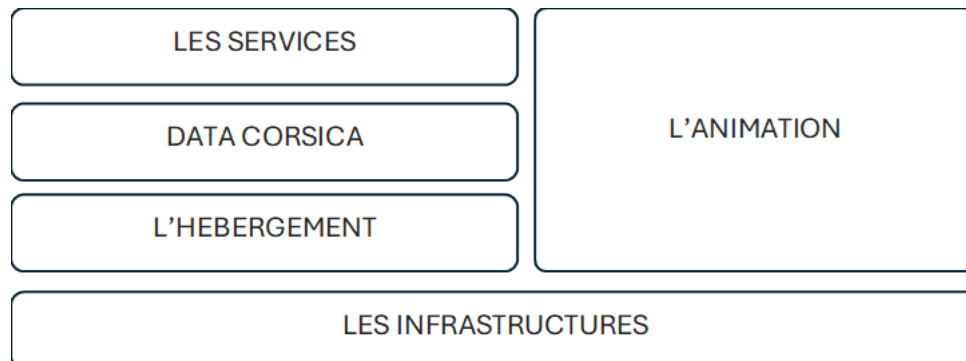 LES SERVICES
DATA CORSICA
L’HEBERGEMENT
L’ANIMATION
LES INFRASTRUCTURES